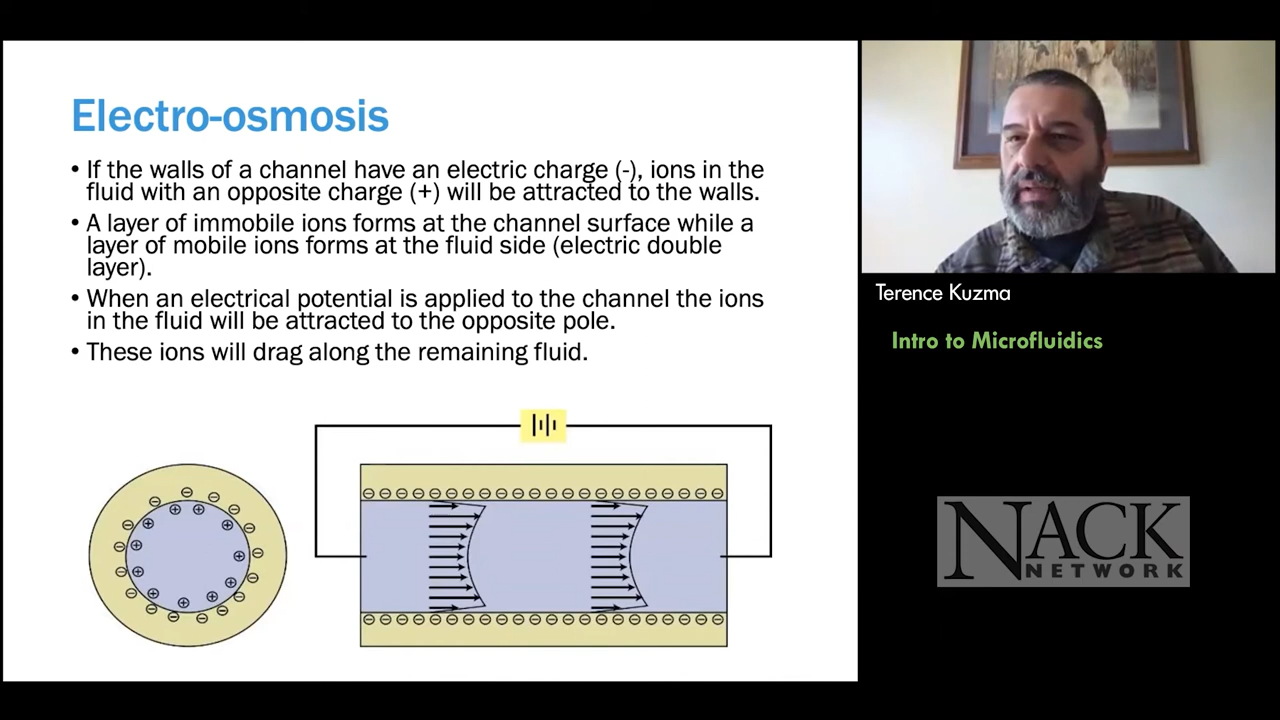 Electro-osmosis
• If the walls of a channel have an electric charge (-), ions in the
fluid with an opposite charge (+) will be attracted to the walls.
• A layer of immobile ions forms at the channel surface while a
layer of mobile ions forms at the fluid side (electric double
layer).
• When an electrical potential is applied to the channel the ions
in the fluid will be attracted to the opposite pole.
• These ions will drag along the remaining fluid.
Terence Kuzma
Intro to Microfluidics
NACK
NETWORK